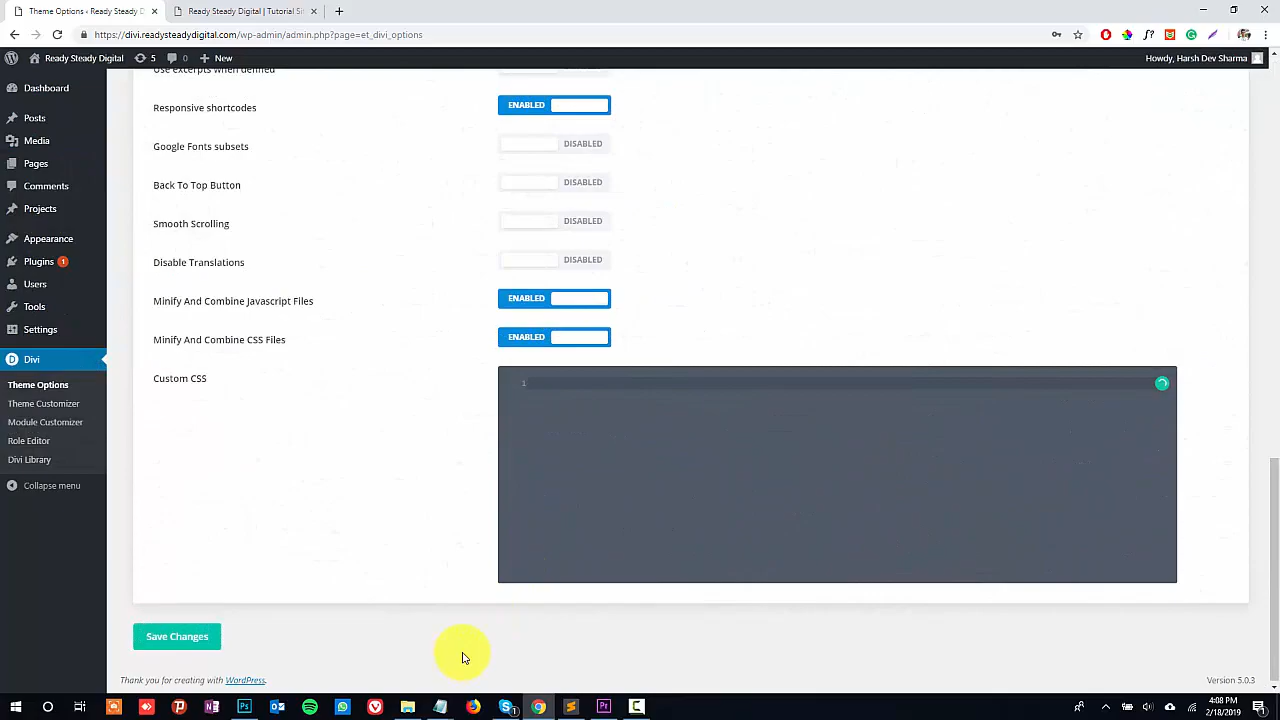 Theme Options ‹ Ready Steady D
Ready Steady Digital | Tutorial Si
https://divi.readysteadydigital.com/wp-admin/admin.php?page=et_divi_options
Ready Steady Digital
5
0
New
Howdy, Harsh Dev Sharma
Dashboard
Posts
Media
Pages
Comments
Projects
Appearance
Plugins 1
Users
Tools
Settings
Divi
Theme Options
Theme Customizer
Module Customizer
Role Editor
Divi Library
Collapse menu
Use excerpts when defined
Responsive shortcodes ENABLED
Google Fonts subsets DISABLED
Back To Top Button DISABLED
Smooth Scrolling DISABLED
Disable Translations DISABLED
Minify And Combine Javascript Files ENABLED
Minify And Combine CSS Files ENABLED
Custom CSS
1
Save Changes
Thank you for creating with WordPress.
Version 5.0.3
4:08 PM
2/18/2019